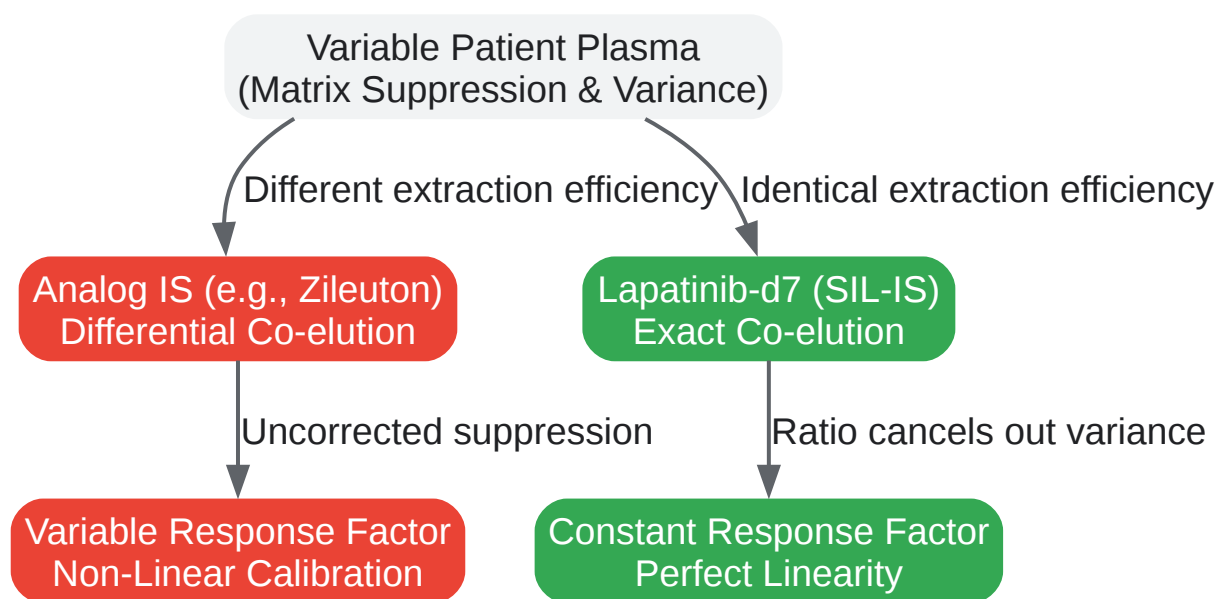 Variable Patient Plasma
(Matrix Suppression & Variance)
Different extraction efficiency
Identical extraction efficiency
Analog IS (e.g., Zileuton)
Differential Co-elution
Lapatinib-d7 (SIL-IS)
Exact Co-elution
Uncorrected suppression
Ratio cancels out variance
Variable Response Factor
Non-Linear Calibration
Constant Response Factor
Perfect Linearity